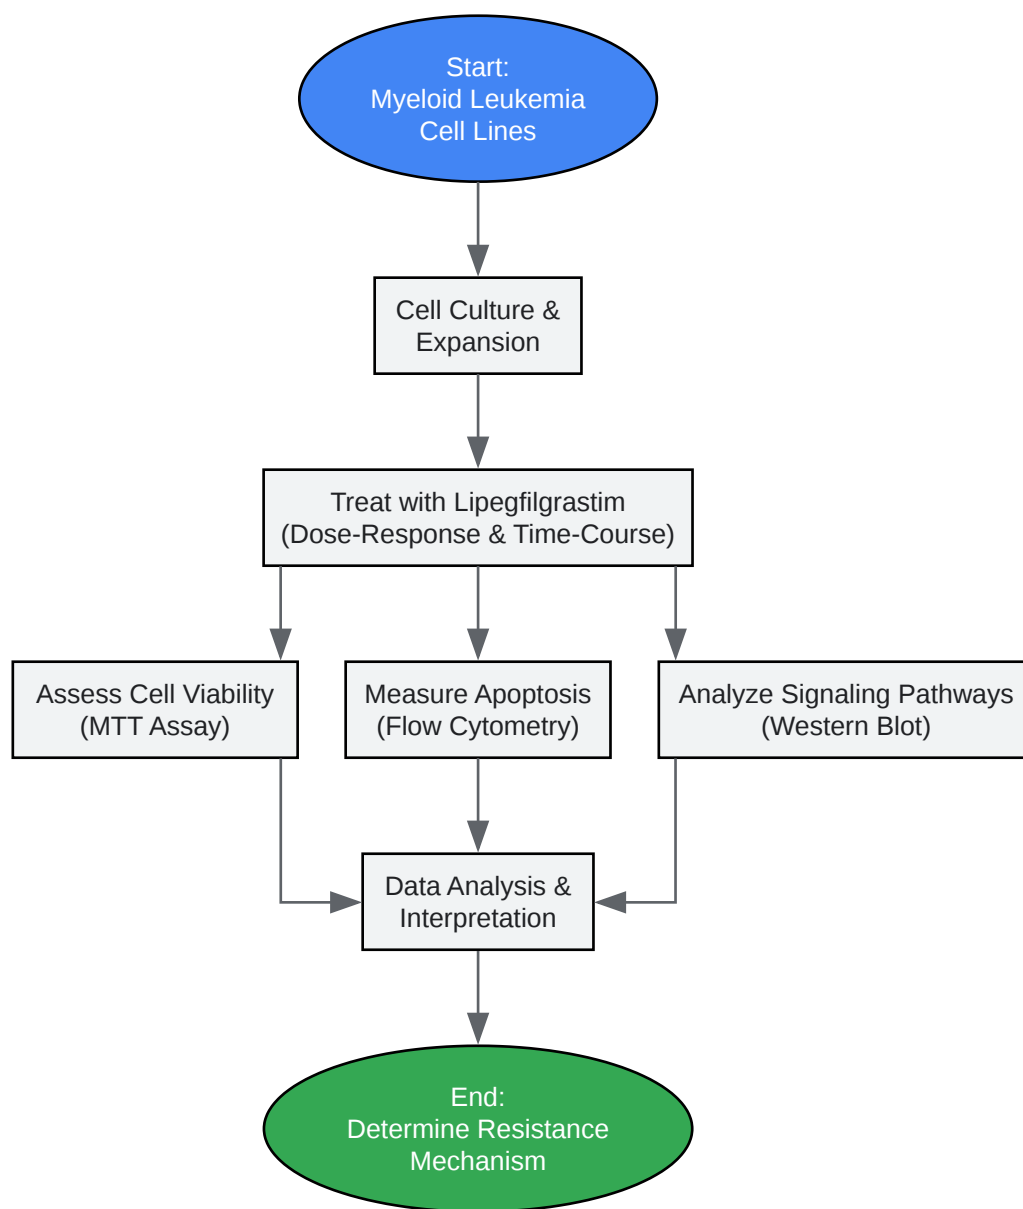 Start:
Myeloid Leukemia
Cell Lines
Cell Culture &
Expansion
Treat with Lipegfilgrastim
(Dose-Response & Time-Course)
Assess Cell Viability
(MTT Assay)
Measure Apoptosis
(Flow Cytometry)
Analyze Signaling Pathways
(Western Blot)
Data Analysis &
Interpretation
End:
Determine Resistance
Mechanism